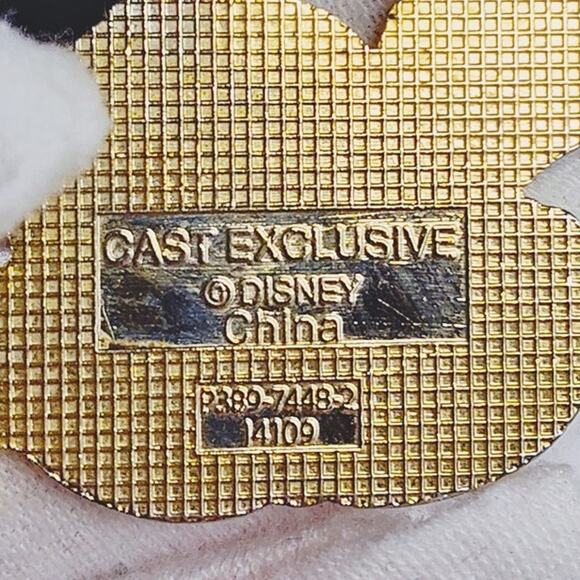 CAST EXCLUSIVE
© DISNEY
China
P389-7448-2
14109